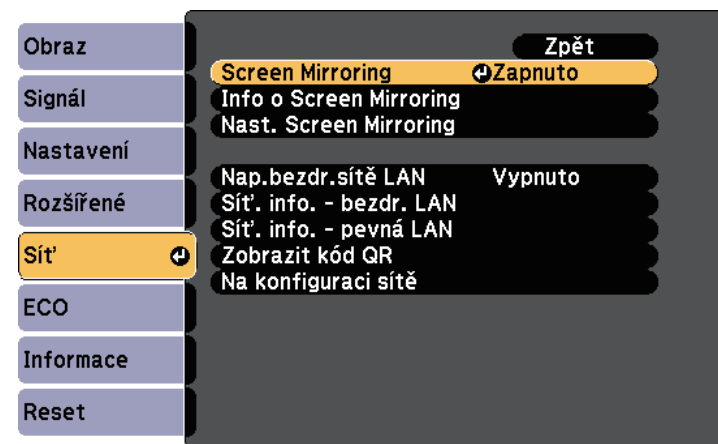 Obraz
Signál
Nastavení
Rozšířené
Síť
ECO
Informace
Reset
Zpět
Screen Mirroring Zapnuto
Info o Screen Mirroring
Nast. Screen Mirroring
Nap.bezdr.sítě LAN Vypnuto
Síť. info. - bezdr. LAN
Síť. info. - pevná LAN
Zobrazit kód QR
Na konfiguraci sítě